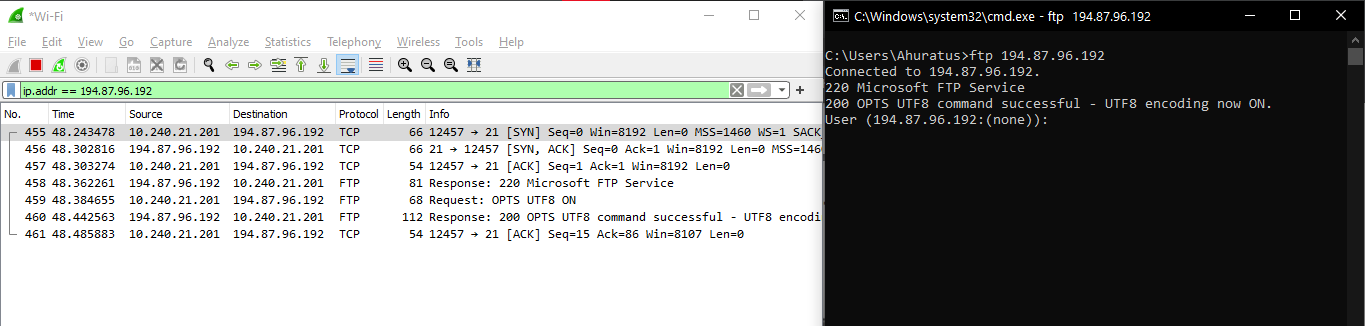 *Wi-Fi
File Edit View Go Capture Analyze Statistics Telephony Wireless Tools Help
ip.addr == 194.87.96.192
No. Time Source Destination Protocol Length Info
455 48.243478 10.240.21.201 194.87.96.192 TCP 66 12457 → 21 [SYN] Seq=0 Win=8192 Len=0 MSS=1460 WS=1 SACK_
456 48.302816 194.87.96.192 10.240.21.201 TCP 66 21 → 12457 [SYN, ACK] Seq=0 Ack=1 Win=8192 Len=0 MSS=1460
457 48.303274 10.240.21.201 194.87.96.192 TCP 54 12457 → 21 [ACK] Seq=1 Ack=1 Win=8192 Len=0
458 48.362261 194.87.96.192 10.240.21.201 FTP 81 Response: 220 Microsoft FTP Service
459 48.384655 10.240.21.201 194.87.96.192 FTP 68 Request: OPTS UTF8 ON
460 48.442563 194.87.96.192 10.240.21.201 FTP 112 Response: 200 OPTS UTF8 command successful - UTF8 encodi
461 48.485883 10.240.21.201 194.87.96.192 TCP 54 12457 → 21 [ACK] Seq=15 Ack=86 Win=8107 Len=0
C:\Windows\system32\cmd.exe - ftp 194.87.96.192
C:\Users\Ahuratus>ftp 194.87.96.192
Connected to 194.87.96.192.
220 Microsoft FTP Service
200 OPTS UTF8 command successful - UTF8 encoding now ON.
User (194.87.96.192:(none)):